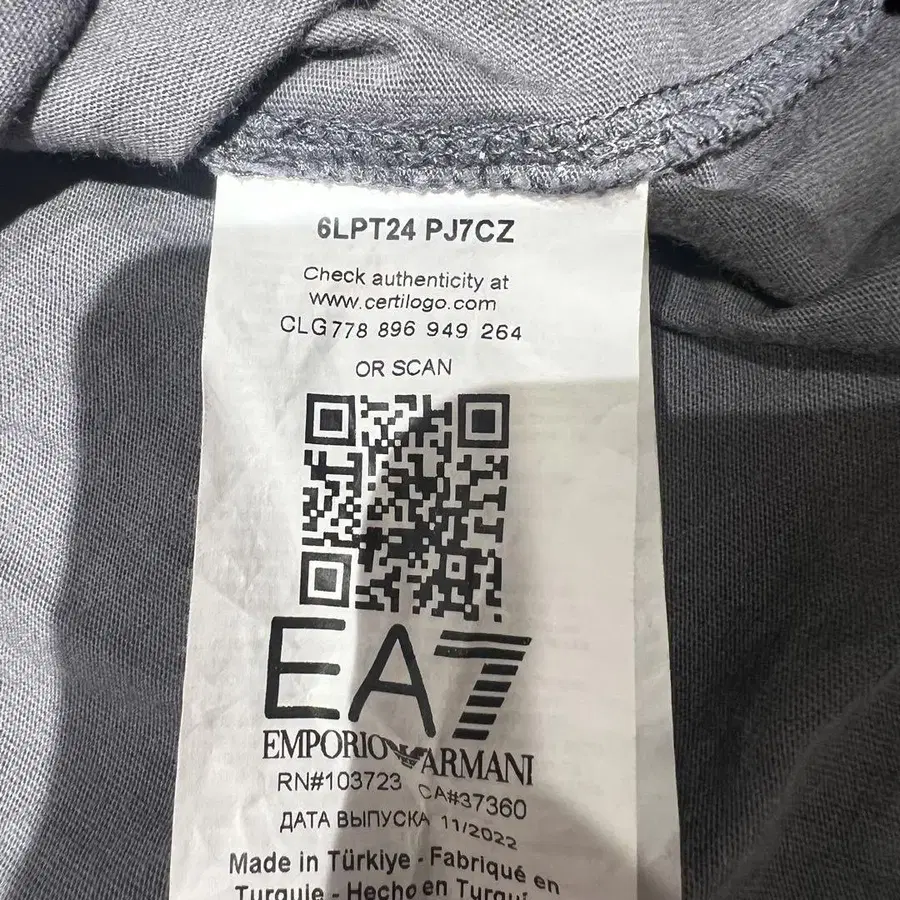 6LPT24 PJ7CZ
Check authenticity at
www.certilogo.com
CLG778 896 949 264
OR SCAN
EA7
EMPORIO ARMANI
RN#103723 CA#37360
ДАТА ВЫПУСКА 11/2022
Made in Türkiye - Fabriqué en
Turquie - Hecho en